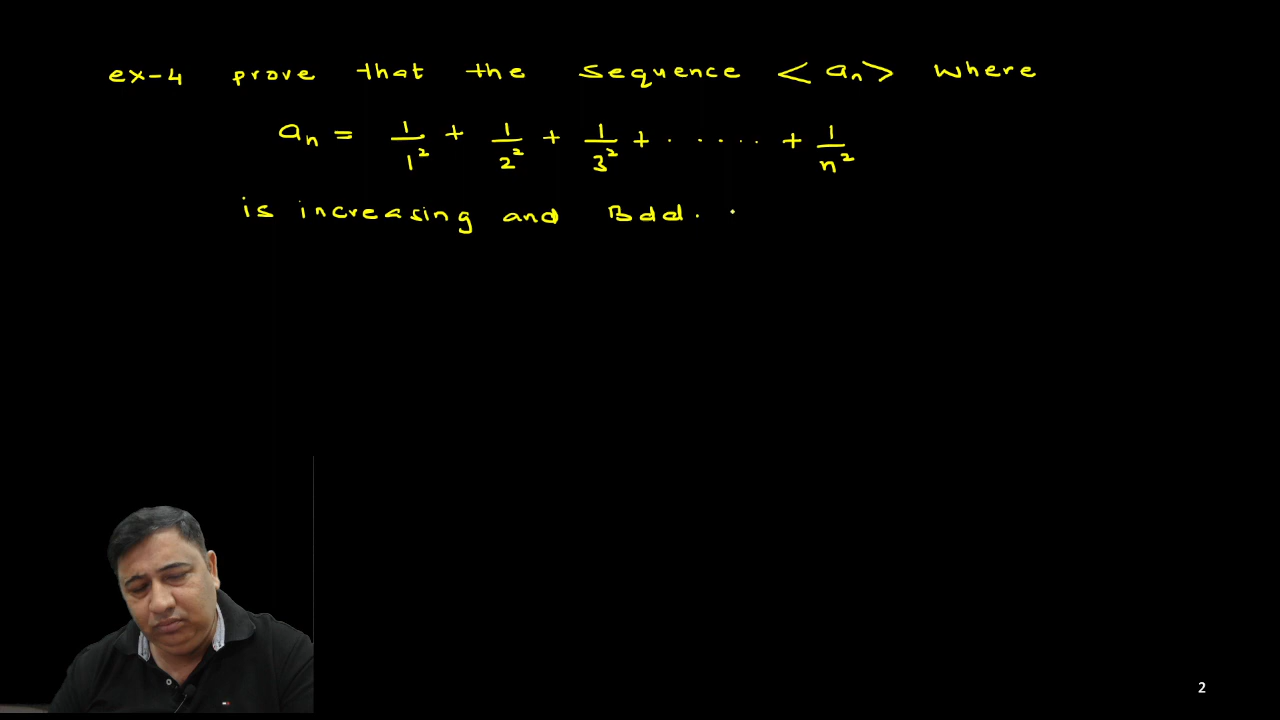 ex-4 prove that the sequence < aₙ > where
aₙ = 1/1² + 1/2² + 1/3² + ...... + 1/n²
is increasing and Bdd. .
2